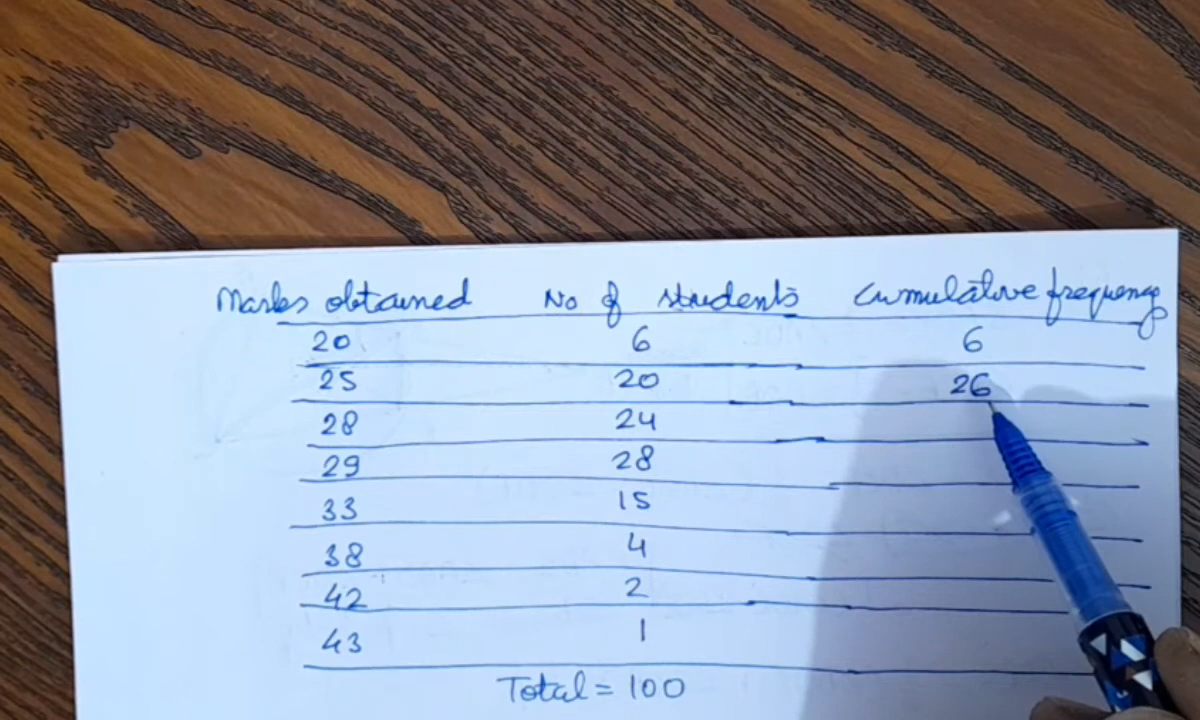 Marks obtained No of students Cumulative frequency
20 6 6
25 20 26
28 24
29 28
33 15
38 4
42 2
43 1
Total = 100